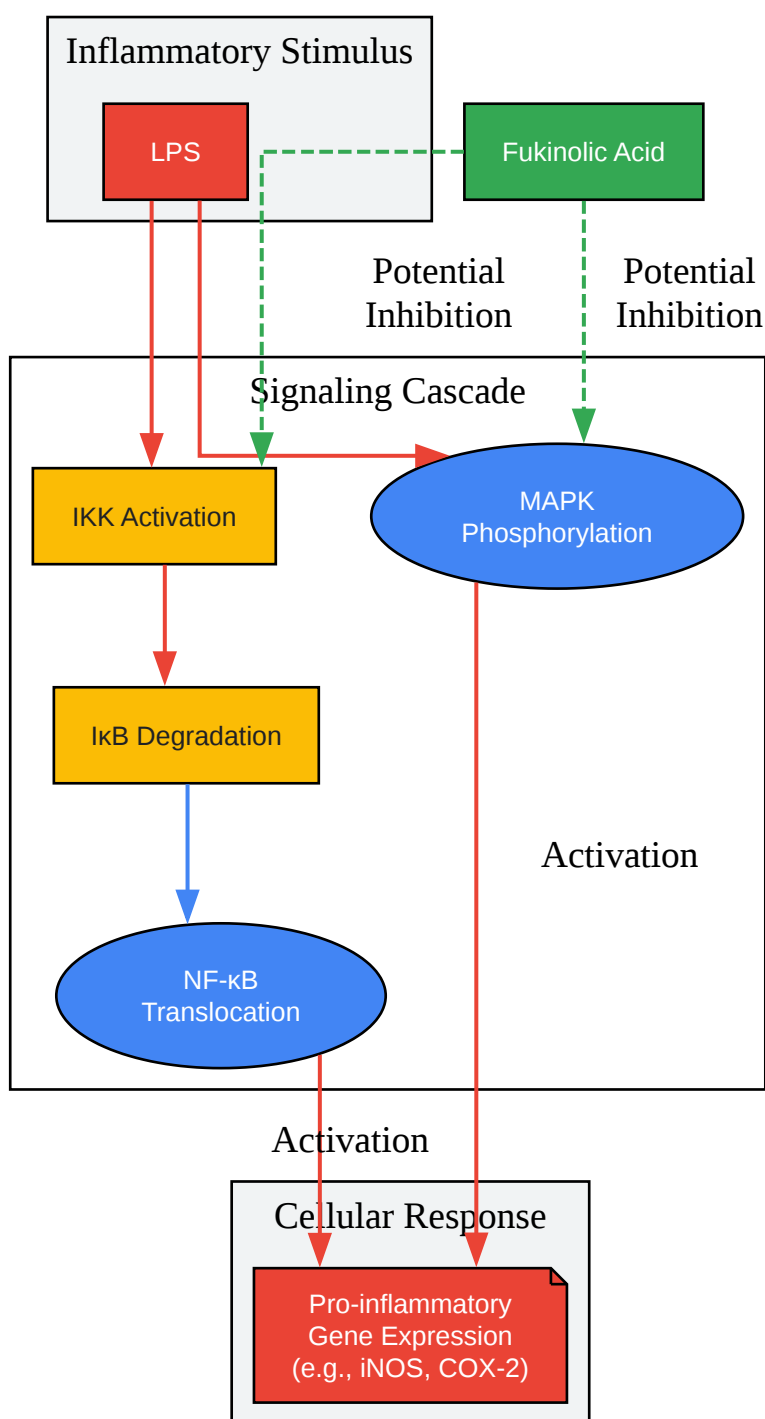 Inflammatory Stimulus
LPS
Fukinolic Acid
Potential
Inhibition
Potential
Inhibition
Signaling Cascade
IKK Activation
MAPK
Phosphorylation
IκB Degradation
Activation
NF-κB
Translocation
Activation
Cellular Response
Pro-inflammatory
Gene Expression
(e.g., iNOS, COX-2)